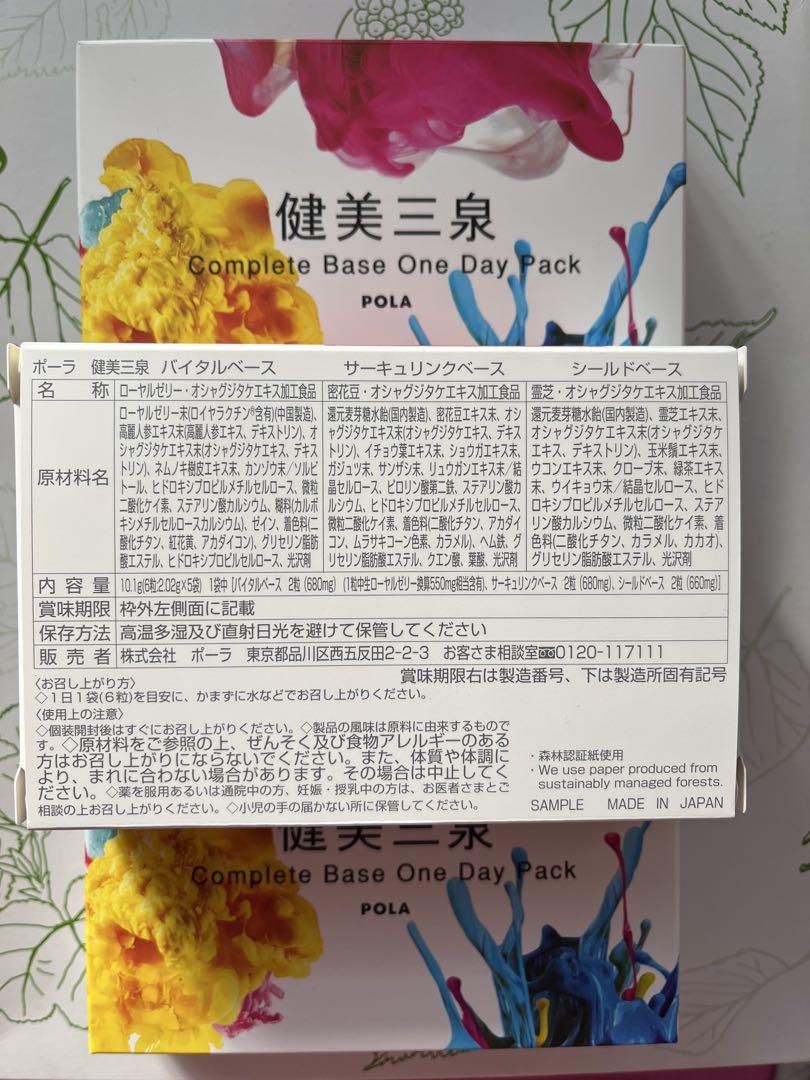 健美三泉
Complete Base One Day Pack
POLA
ポーラ　健美三泉　バイタルベース　サーキュリンクベース　シールドベース
名　称　ローヤルゼリー・オシャグジタケエキス加工食品　密花豆・オシャグジタケエキス加工食品　霊芝・オシャグジタケエキス加工食品
原材料名
ローヤルゼリー末(ロイヤラクチン®含有)(中国製造)、
高麗人参エキス末(高麗人参エキス、デキストリン)、オ
シャグジタケエキス末(オシャグジタケエキス、デキス
トリン)、ネムノキ樹皮エキス末、カンゾウ末／ソルビ
トール、ヒドロキシプロピルメチルセルロース、微粒
二酸化ケイ素、ステアリン酸カルシウム、糊料(カルボ
キシメチルセルロースカルシウム)、ゼイン、着色料(二
酸化チタン、紅花黄、アカダイコン)、グリセリン脂肪
酸エステル、ヒドロキシプロピルセルロース、光沢剤
還元麦芽糖水飴(国内製造)、密花豆エキス末、オシ
ャグジタケエキス末(オシャグジタケエキス、デキス
トリン)、イチョウ葉エキス末、ショウガエキス末、
ガジュツ末、サンザシ末、リュウガンエキス末／結
晶セルロース、ピロリン酸第二鉄、ステアリン酸カ
ルシウム、ヒドロキシプロピルメチルセルロース、
微粒二酸化ケイ素、着色料(二酸化チタン、アカダイ
コン、ムラサキコーン色素、カラメル)、ヘム鉄、グ
リセリン脂肪酸エステル、クエン酸、葉酸、光沢剤
還元麦芽糖水飴(国内製造)、霊芝エキス末、
オシャグジタケエキス末(オシャグジタケ
エキス、デキストリン)、玉米鬚エキス末、
ウコンエキス末、クローブ末、緑茶エキス
末、ウイキョウ末／結晶セルロース、ヒド
ロキシプロピルメチルセルロース、ステア
リン酸カルシウム、微粒二酸化ケイ素、着
色料(二酸化チタン、カラメル、カカオ)、
グリセリン脂肪酸エステル、光沢剤
内容量　10.1g(6粒2.02g×5袋)　1袋中［バイタルベース　2粒(680mg)　(1粒中生ローヤルゼリー換算550mg相当含有)、サーキュリンクベース　2粒(680mg)、シールドベース　2粒(660mg)］
賞味期限　枠外左側面に記載
保存方法　高温多湿及び直射日光を避けて保管してください
販売者　株式会社　ポーラ　東京都品川区西五反田2-2-3　お客さま相談室0120-117111
賞味期限右は製造番号、下は製造所固有記号
〈お召し上がり方〉
◇1日1袋(6粒)を目安に、かまずに水などでお召し上がりください。
〈使用上の注意〉
◇個装開封後はすぐにお召し上がりください。◇製品の風味は原料に由来するもので
す。◇原材料をご参照の上、ぜんそく及び食物アレルギーのある
方はお召し上がりにならないでください。また、体質や体調に
より、まれに合わない場合があります。その場合は中止してく
ださい。◇薬を服用あるいは通院中の方、妊娠・授乳中の方は、お医者さまとご
相談の上お召し上がりください。◇小児の手の届かない所に保管してください。
・森林認証紙使用
・We use paper produced from
sustainably managed forests.
SAMPLE　MADE IN JAPAN
健美三泉
Complete Base One Day Pack
POLA